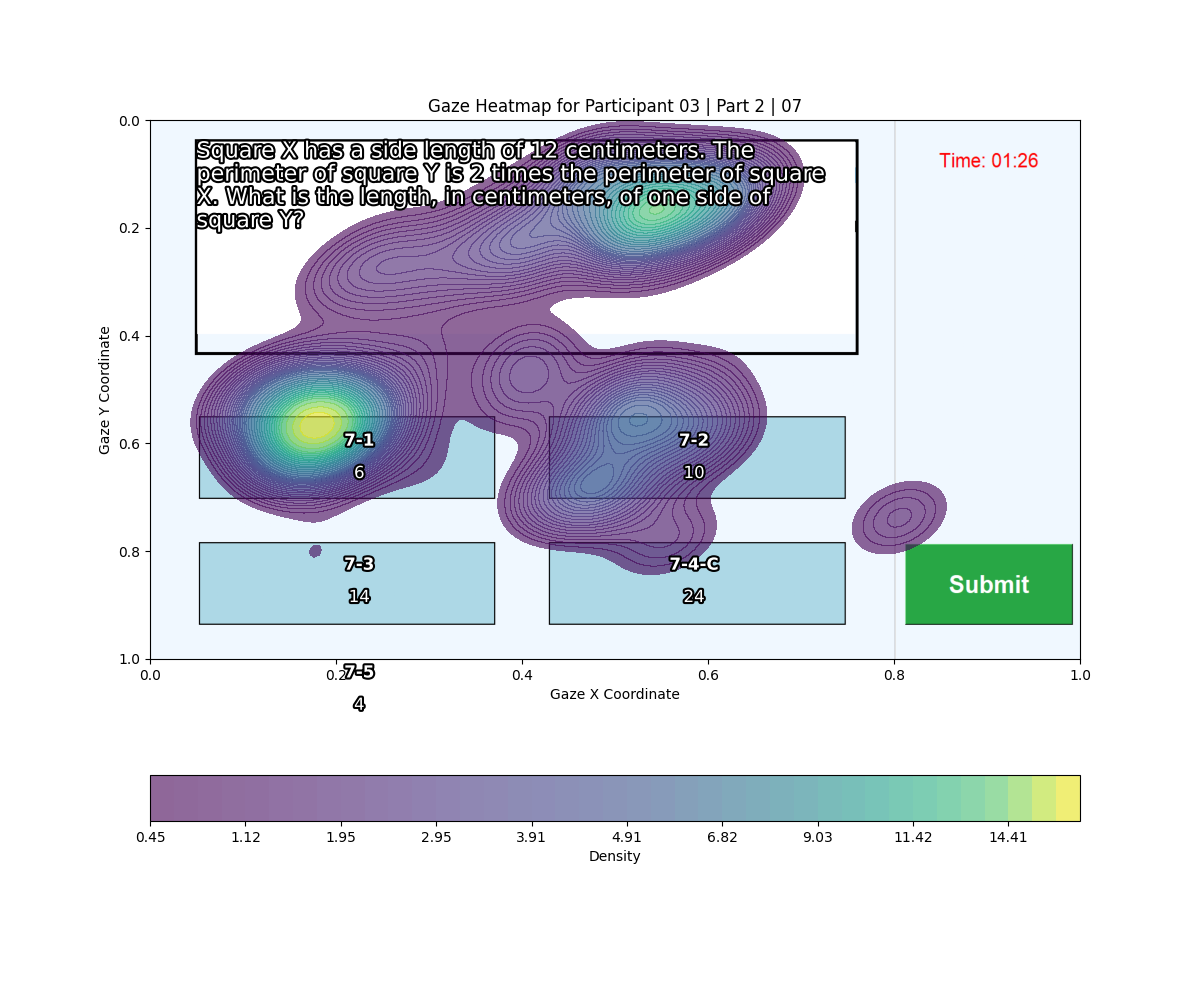 Gaze Heatmap for Participant 03 | Part 2 | 07
Square X has a side length of 12 centimeters. The
perimeter of square Y is 2 times the perimeter of square
X. What is the length, in centimeters, of one side of
square Y?
Time: 01:26
0.0
0.2
0.4
0.6
0.8
1.0
Gaze Y Coordinate
7-1
6
7-2
10
7-3
14
7-4-C
24
Submit
7-5
4
0.0
0.2
0.4
0.6
0.8
1.0
Gaze X Coordinate
0.45
1.12
1.95
2.95
3.91
4.91
6.82
9.03
11.42
14.41
Density